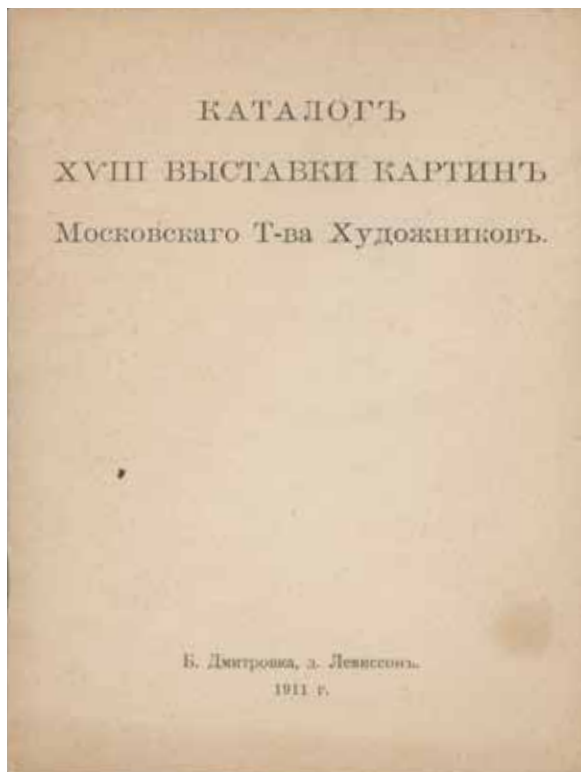 КАТАЛОГЪ
XVIII ВЫСТАВКИ КАРТИНЪ
Московскаго Т-ва Художниковъ.
Б. Дмитровка, д. Левиссонъ.
1911 г.